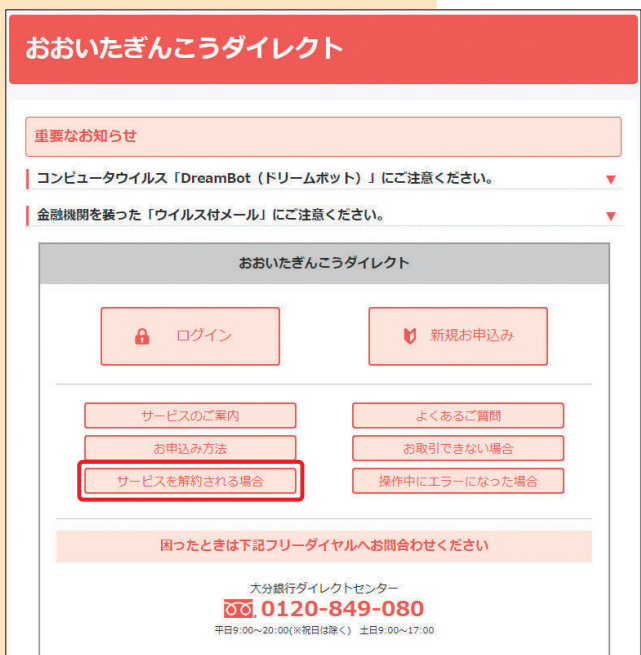 おおいたぎんこうダイレクト
重要なお知らせ
コンピュータウイルス「DreamBot（ドリームボット）」にご注意ください。 ▼
金融機関を装った「ウイルス付メール」にご注意ください。 ▼
おおいたぎんこうダイレクト
ログイン 新規お申込み
サービスのご案内 よくあるご質問
お申込み方法 お取引できない場合
サービスを解約される場合 操作中にエラーになった場合
困ったときは下記フリーダイヤルへお問合わせください
大分銀行ダイレクトセンター
0120-849-080
平日9:00～20:00(※祝日は除く) 土日9:00～17:00